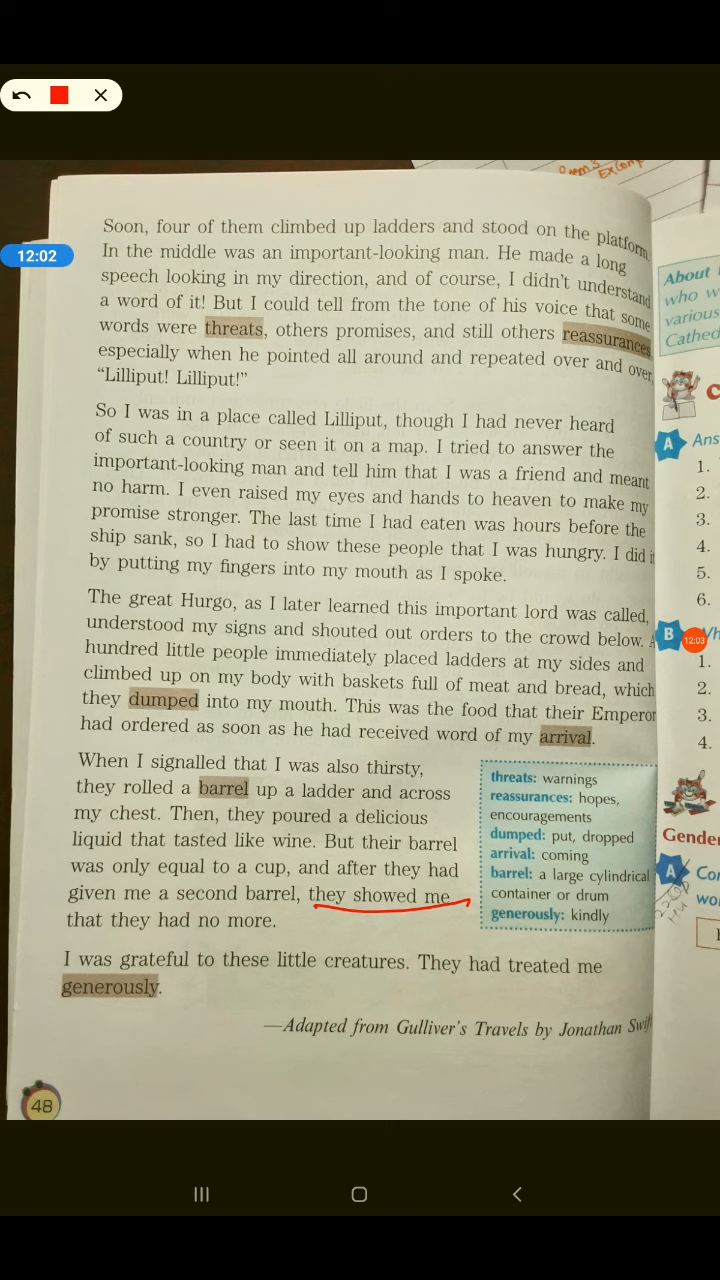 12:02
Soon, four of them climbed up ladders and stood on the platform.
In the middle was an important-looking man. He made a long
speech looking in my direction, and of course, I didn't understand
a word of it! But I could tell from the tone of his voice that some
words were threats, others promises, and still others reassurances,
especially when he pointed all around and repeated over and over,
“Lilliput! Lilliput!”
So I was in a place called Lilliput, though I had never heard
of such a country or seen it on a map. I tried to answer the
important-looking man and tell him that I was a friend and meant
no harm. I even raised my eyes and hands to heaven to make my
promise stronger. The last time I had eaten was hours before the
ship sank, so I had to show these people that I was hungry. I did it
by putting my fingers into my mouth as I spoke.
The great Hurgo, as I later learned this important lord was called,
understood my signs and shouted out orders to the crowd below. A
hundred little people immediately placed ladders at my sides and
climbed up on my body with baskets full of meat and bread, which
they dumped into my mouth. This was the food that their Emperor
had ordered as soon as he had received word of my arrival.
When I signalled that I was also thirsty,
they rolled a barrel up a ladder and across
my chest. Then, they poured a delicious
liquid that tasted like wine. But their barrel
was only equal to a cup, and after they had
given me a second barrel, they showed me
that they had no more.
threats: warnings
reassurances: hopes,
encouragements
dumped: put, dropped
arrival: coming
barrel: a large cylindrical
container or drum
generously: kindly
I was grateful to these little creatures. They had treated me
generously.
—Adapted from Gulliver's Travels by Jonathan Swift
48
About
who w
various
Cathed
C
A Ans
1.
2.
3.
4.
5.
6.
B Wh
12:03
1.
2.
3.
4.
Gende
A Co
wo